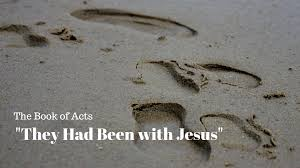 The Book of Acts
"They Had Been with Jesus"